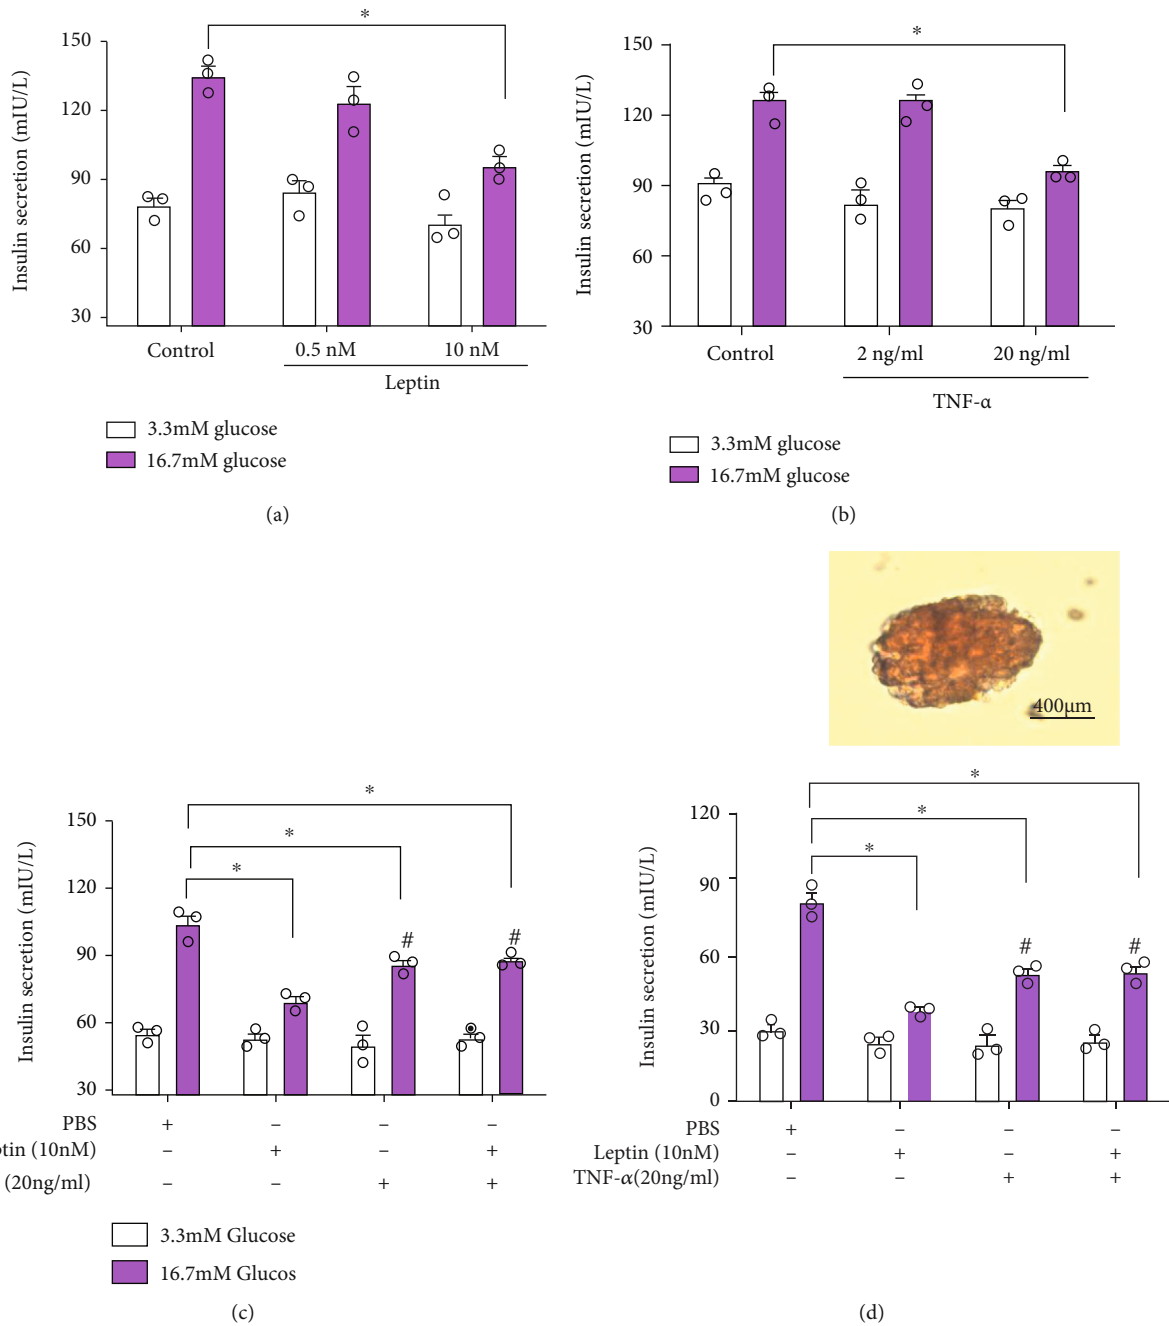 *
150
120
90
60
30
Insulin secretion (mIU/L)
Control
0.5 nM
10 nM
Leptin
3.3mM glucose
16.7mM glucose
(a)
*
150
120
90
60
30
Insulin secretion (mIU/L)
Control
2 ng/ml
20 ng/ml
TNF-α
3.3mM glucose
16.7mM glucose
(b)
*
*
*
150
120
90
60
30
Insulin secretion (mIU/L)
# #
PBS + – – –
ptin (10nM) – + – +
(20ng/ml) – – + +
3.3mM Glucose
16.7mM Glucos
(c)
400μm
*
*
*
120
90
60
30
0
Insulin secretion (mIU/L)
# #
PBS + – – –
Leptin (10nM) – + – +
TNF-α(20ng/ml) – – + +
(d)